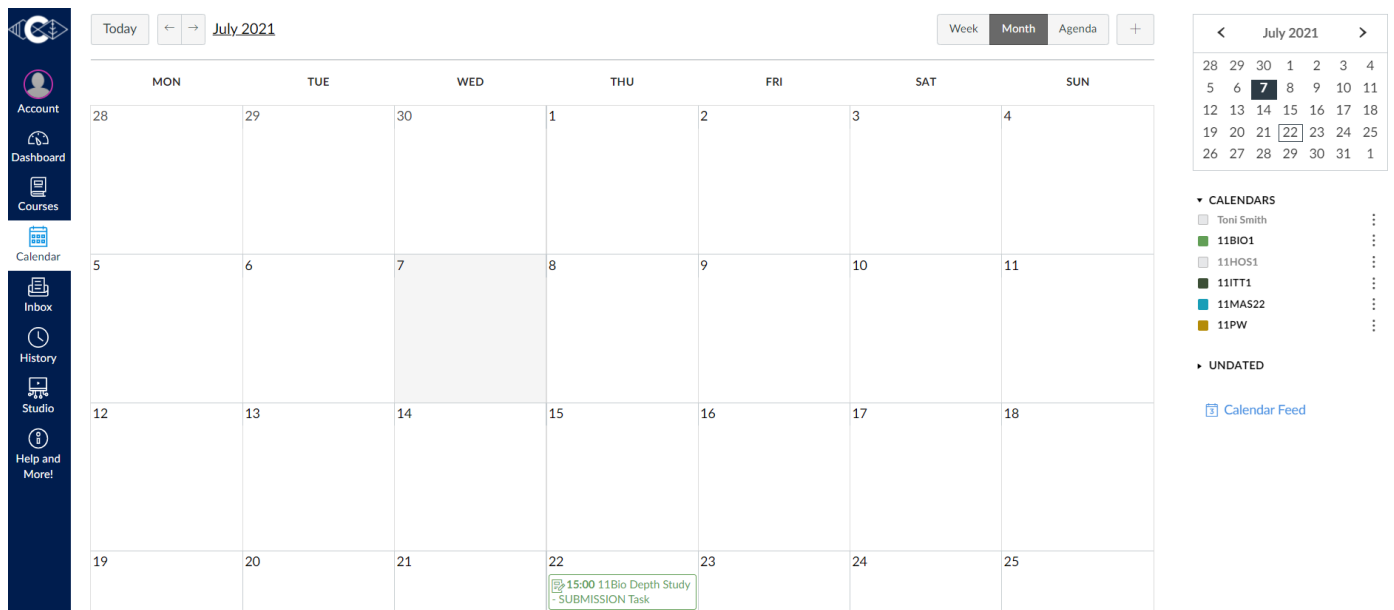 Account
Dashboard
Courses
Calendar
Inbox
History
Studio
Help and
More!
Today ← → July 2021
Week Month Agenda +
MON TUE WED THU FRI SAT SUN
28 29 30 1 2 3 4
5 6 7 8 9 10 11
12 13 14 15 16 17 18
19 20 21 22 23 24 25
15:00 11Bio Depth Study
- SUBMISSION Task
July 2021
28 29 30 1 2 3 4
5 6 7 8 9 10 11
12 13 14 15 16 17 18
19 20 21 22 23 24 25
26 27 28 29 30 31 1
CALENDARS
Toni Smith
11BIO1
11HOS1
11ITT1
11MAS22
11PW
UNDATED
Calendar Feed